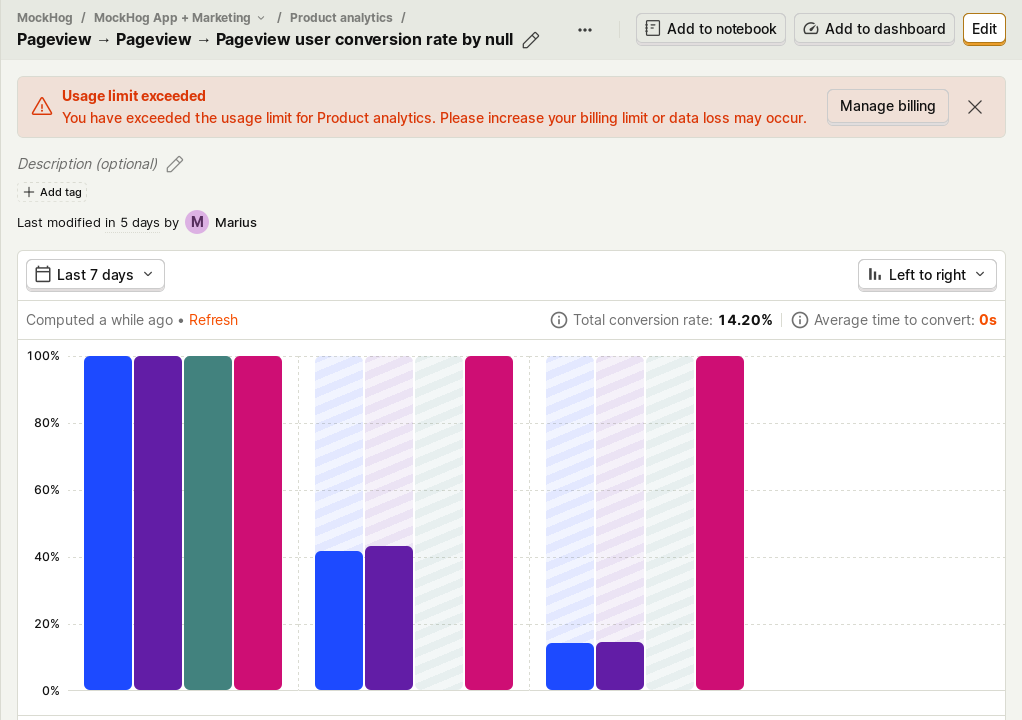 MockHog / MockHog App + Marketing / Product analytics /
Pageview → Pageview → Pageview user conversion rate by null
Add to notebook
Add to dashboard
Edit
Usage limit exceeded
You have exceeded the usage limit for Product analytics. Please increase your billing limit or data loss may occur.
Manage billing
Description (optional)
Add tag
Last modified in 5 days by M Marius
Last 7 days
Left to right
Computed a while ago • Refresh
Total conversion rate: 14.20%
Average time to convert: 0s
100%
80%
60%
40%
20%
0%